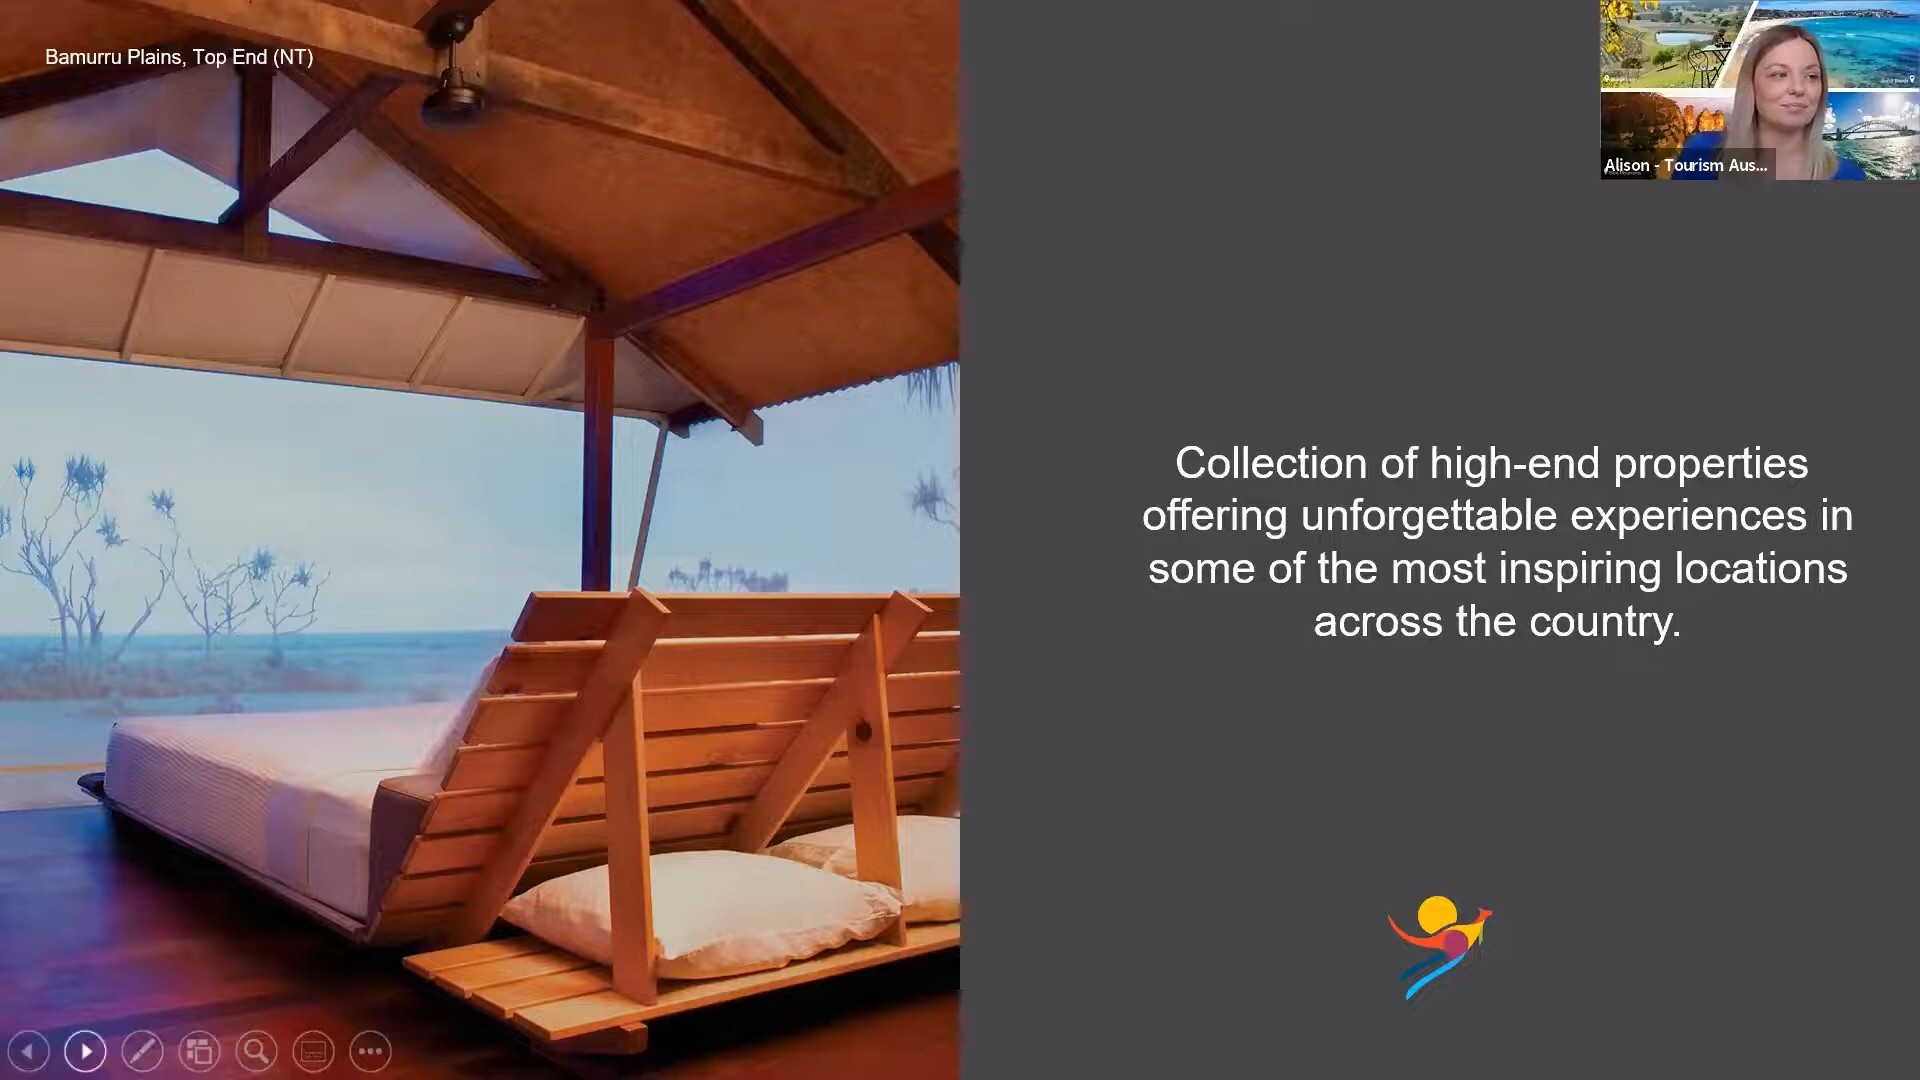 Bamurru Plains, Top End (NT)
Alison - Tourism Aus...
Collection of high-end properties
offering unforgettable experiences in
some of the most inspiring locations
across the country.